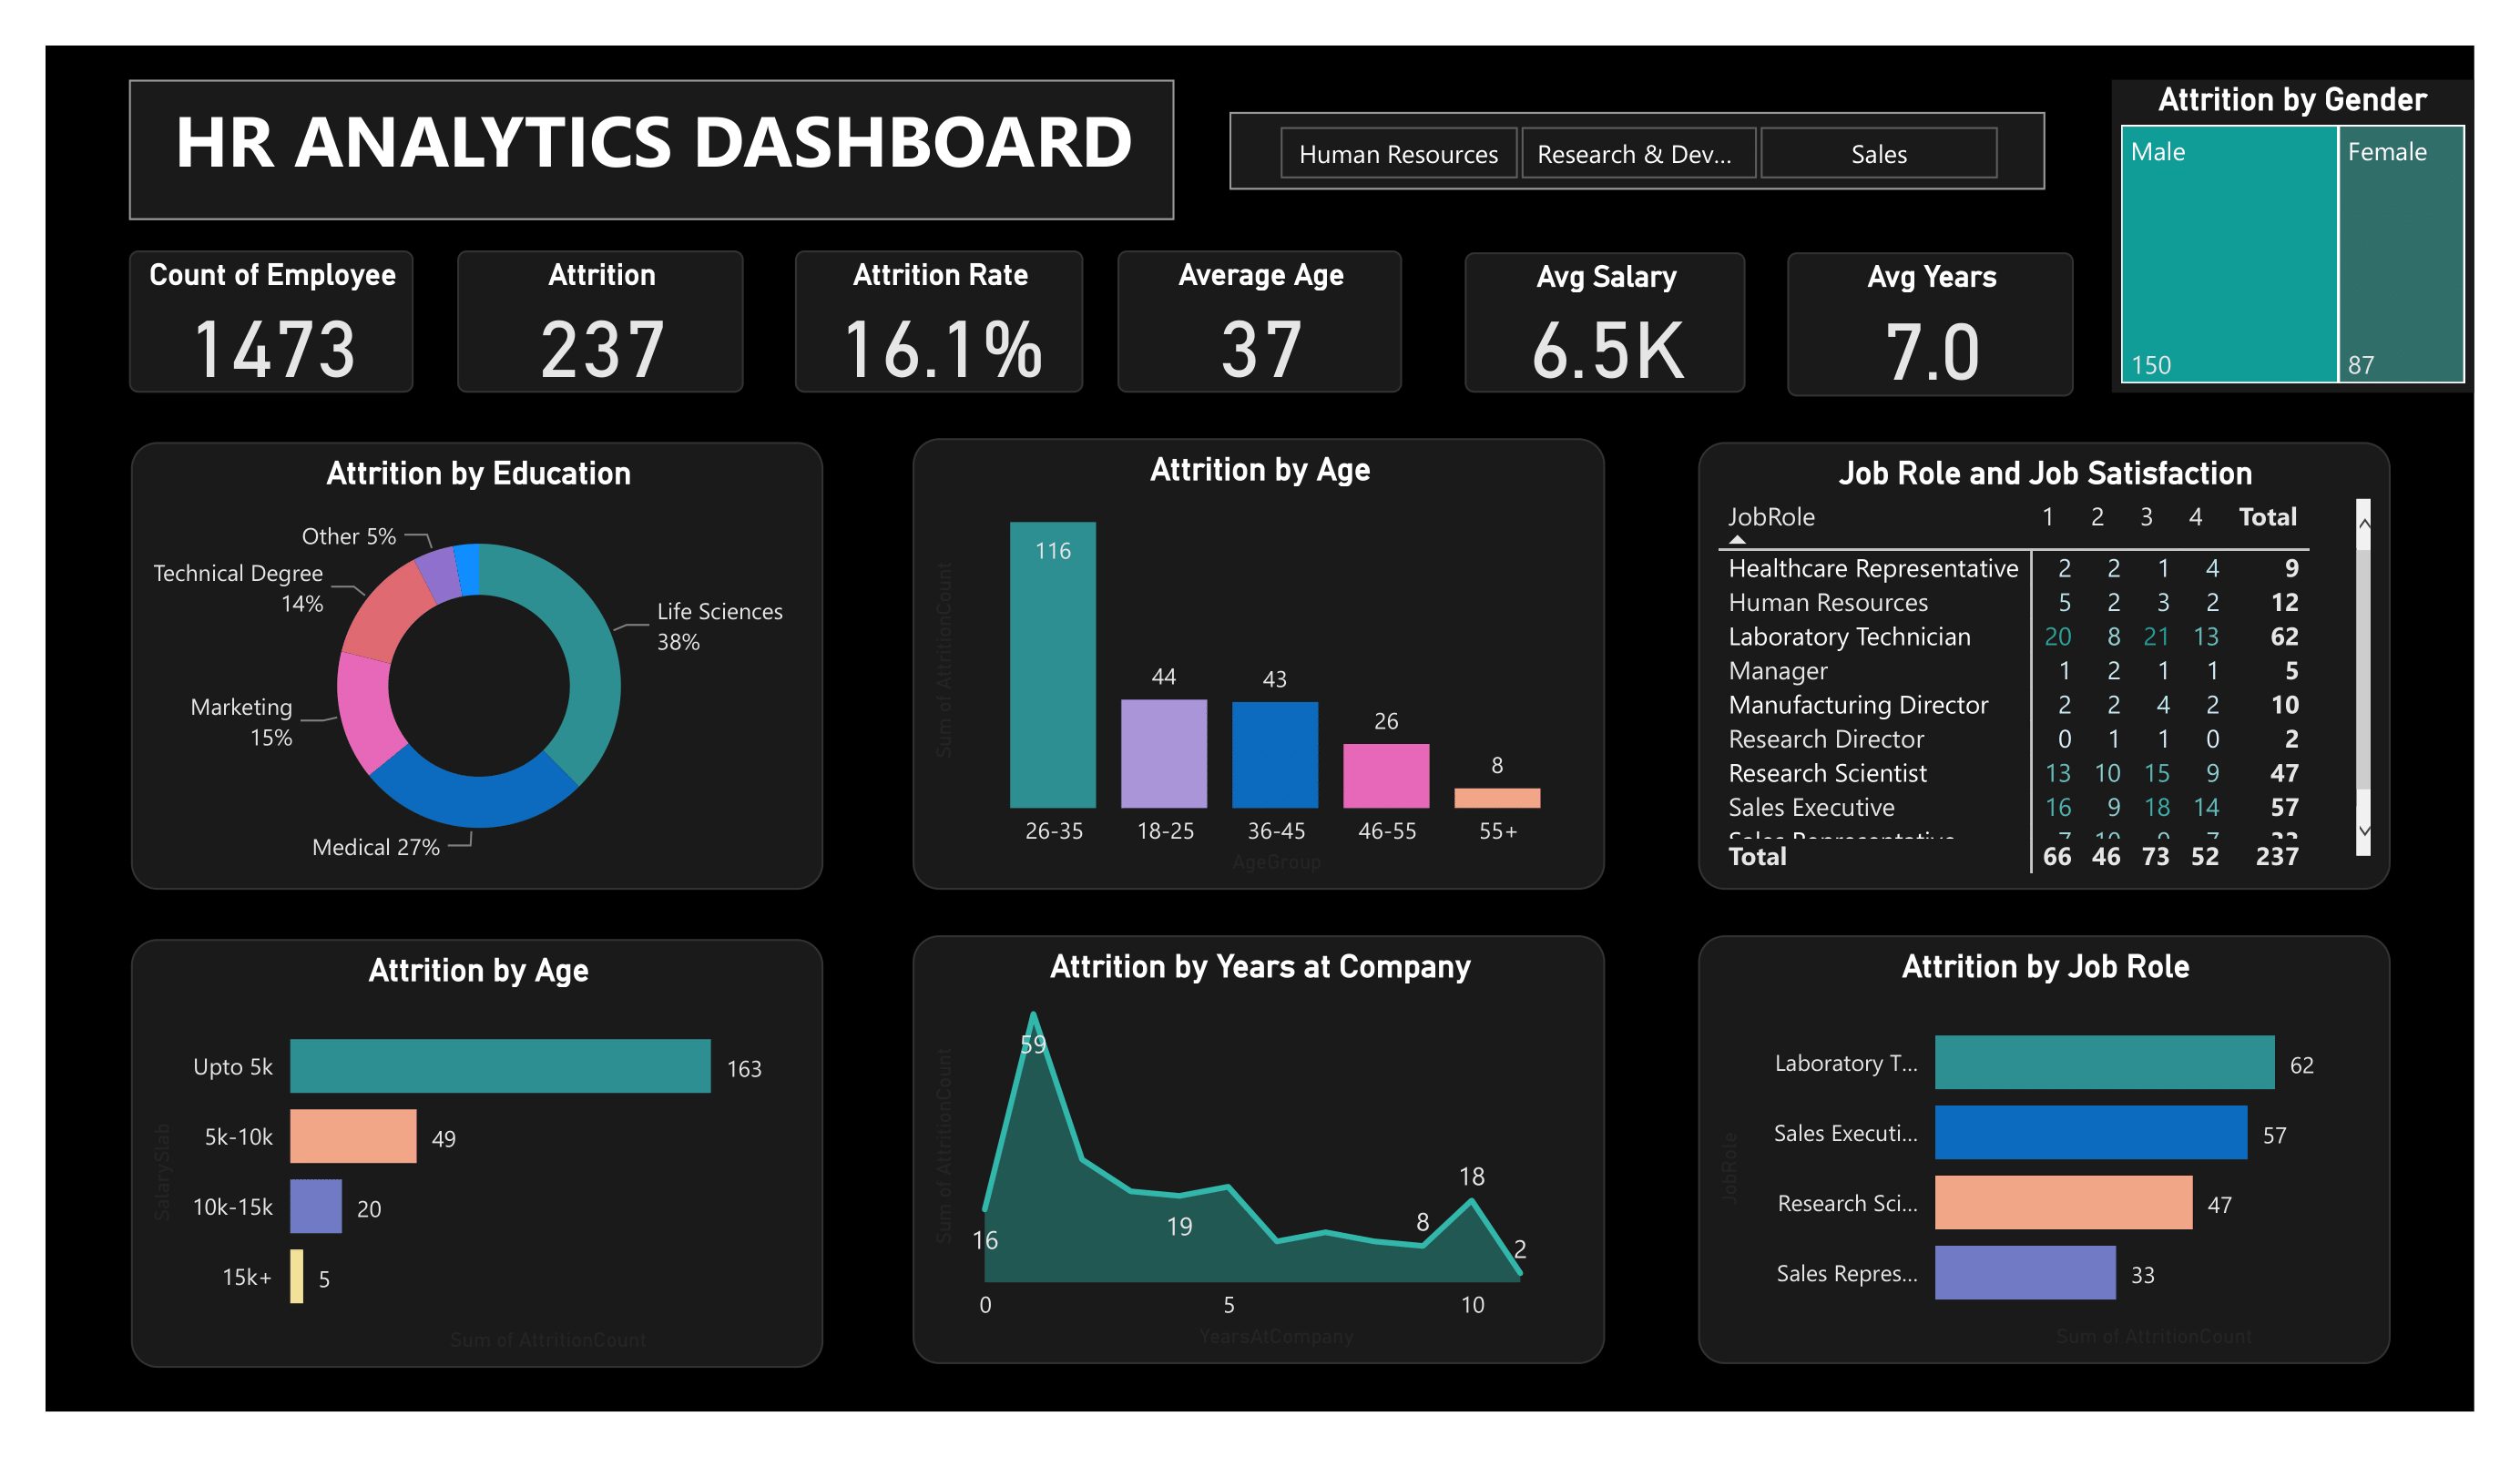 HR ANALYTICS DASHBOARD
Human Resources
Research & Dev...
Sales
Attrition by Gender
Male
Female
150
87
Count of Employee
1473
Attrition
237
Attrition Rate
16.1%
Average Age
37
Avg Salary
6.5K
Avg Years
7.0
Attrition by Education
Other 5%
Technical Degree
14%
Life Sciences
38%
Marketing
15%
Medical 27%
Attrition by Age
Sum of AttritionCount
116
44
43
26
8
26-35 18-25 36-45 46-55 55+
AgeGroup
Job Role and Job Satisfaction
JobRole 1 2 3 4 Total
Healthcare Representative 2 2 1 4 9
Human Resources 5 2 3 2 12
Laboratory Technician 20 8 21 13 62
Manager 1 2 1 1 5
Manufacturing Director 2 2 4 2 10
Research Director 0 1 1 0 2
Research Scientist 13 10 15 9 47
Sales Executive 16 9 18 14 57
Sales Representative 7 10 9 7 33
Total 66 46 73 52 237
Attrition by Age
SalarySlab
Upto 5k 163
5k-10k 49
10k-15k 20
15k+ 5
Sum of AttritionCount
Attrition by Years at Company
Sum of AttritionCount
59
18
16
19
8
2
0 5 10
YearsAtCompany
Attrition by Job Role
JobRole
Laboratory T... 62
Sales Executi... 57
Research Sci... 47
Sales Repres... 33
Sum of AttritionCount